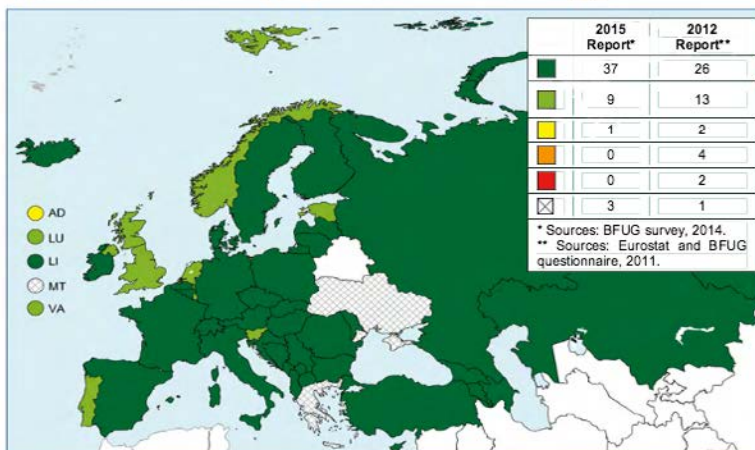 2015 Report* 2012 Report**
37 26
9 13
1 2
0 4
0 2
3 1
* Sources: BFUG survey, 2014.
** Sources: Eurostat and BFUG
questionnaire, 2011.
AD
LU
LI
MT
VA